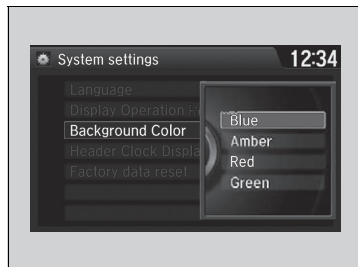 System settings
12:34
Language
Display Operation
Background Color
Header Clock Displa
Factory data reset
Blue
Amber
Red
Green